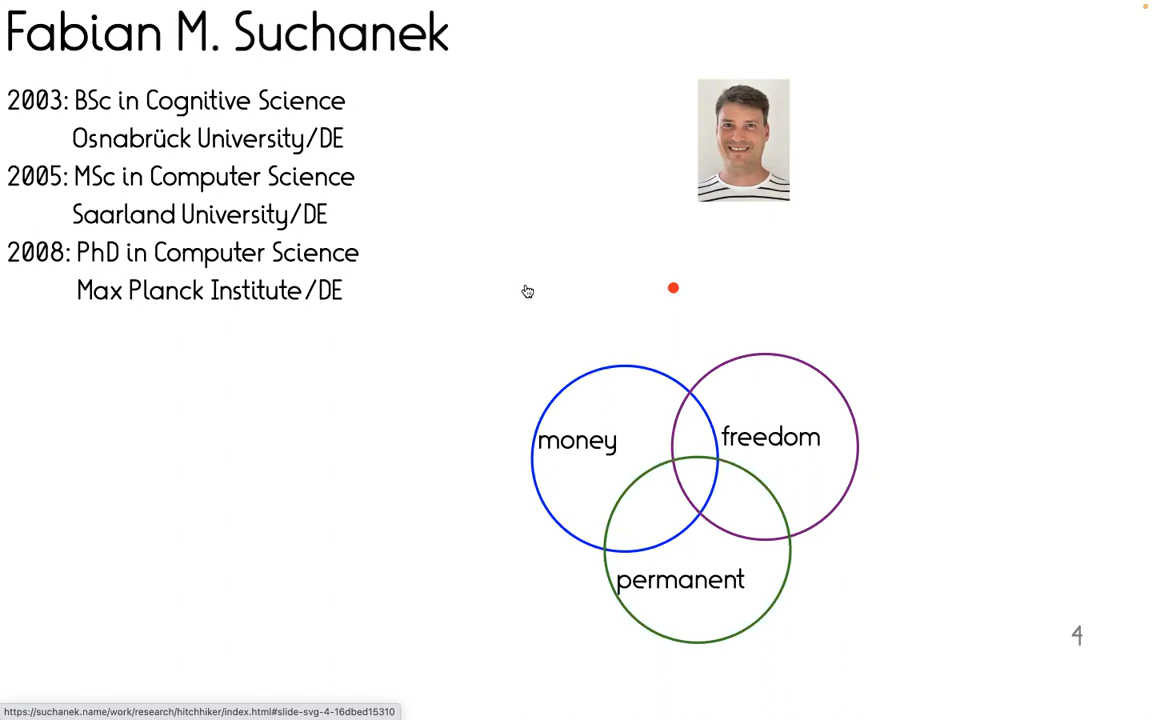 Fabian M. Suchanek
2003: BSc in Cognitive Science
Osnabrück University/DE
2005: MSc in Computer Science
Saarland University/DE
2008: PhD in Computer Science
Max Planck Institute/DE
money
freedom
permanent
4
https://suchanek.name/work/research/hitchhiker/index.html#slide-svg-4-16dbed15310